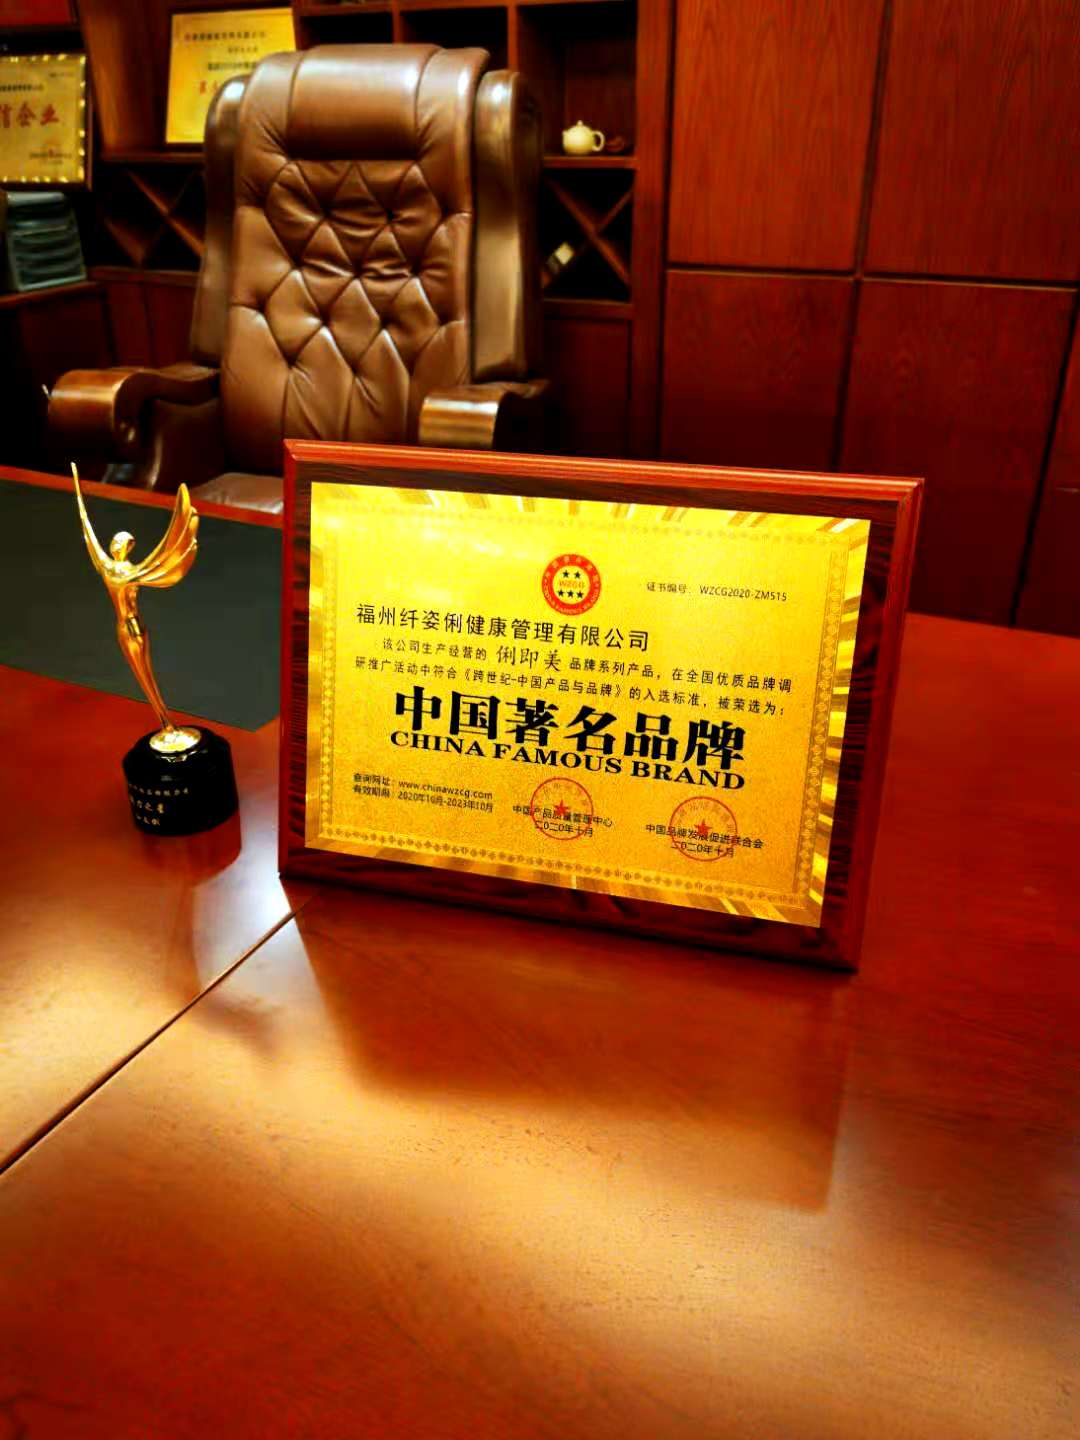 信企业
WZCG
证书编号: WZCG2020-ZM515
福州纤姿俐健康管理有限公司
该公司生产经营的 俐即美 品牌系列产品，在全国优质品牌调
研推广活动中符合《跨世纪-中国产品与品牌》的入选标准，被荣选为：
中国著名品牌
CHINA FAMOUS BRAND
查询网址: www.chinawzcg.com
有效期限: 2020年10月-2023年10月
中国产品质量管理中心
二〇二〇年十月
中国品牌发展促进联合会
二〇二〇年十月